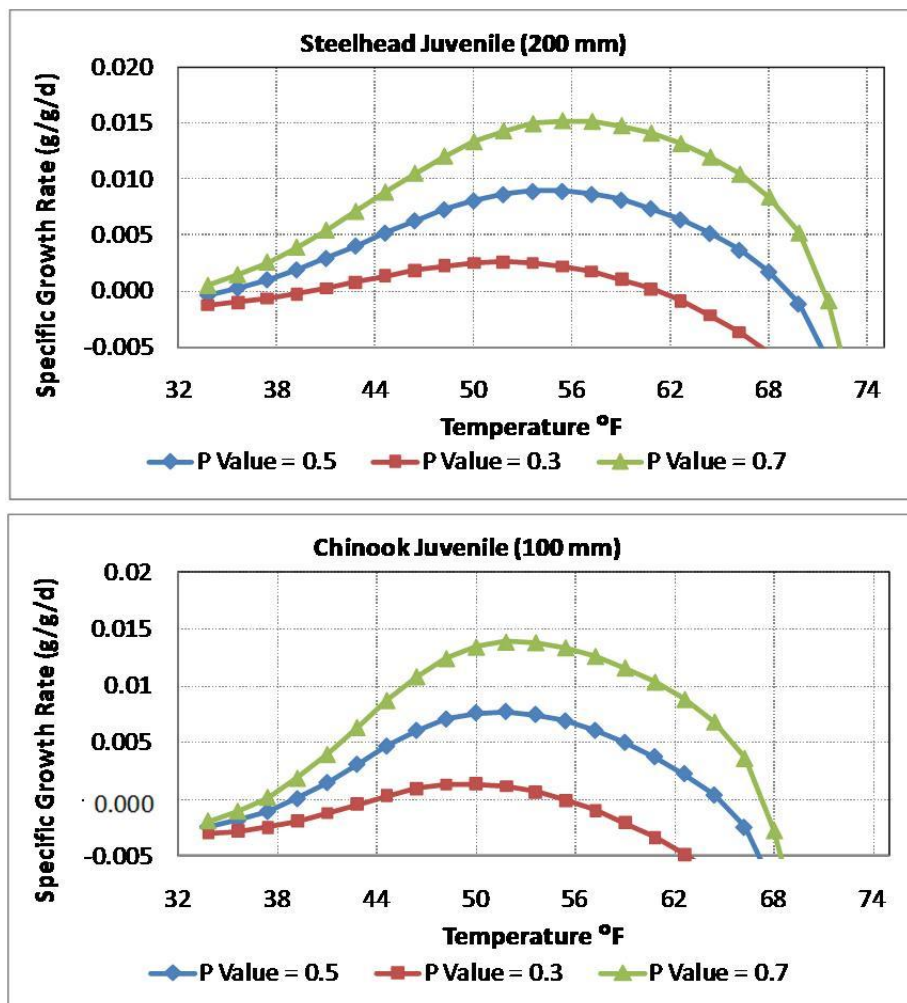 Steelhead Juvenile (200 mm)
Specific Growth Rate (g/g/d)
0.020
0.015
0.010
0.005
0.000
-0.005
32 38 44 50 56 62 68 74
Temperature ⁰F
P Value = 0.5 P Value = 0.3 P Value = 0.7
Chinook Juvenile (100 mm)
Specific Growth Rate (g/g/d)
0.02
0.015
0.01
0.005
0.000
-0.005
32 38 44 50 56 62 68 74
Temperature ⁰F
P Value = 0.5 P Value = 0.3 P Value = 0.7